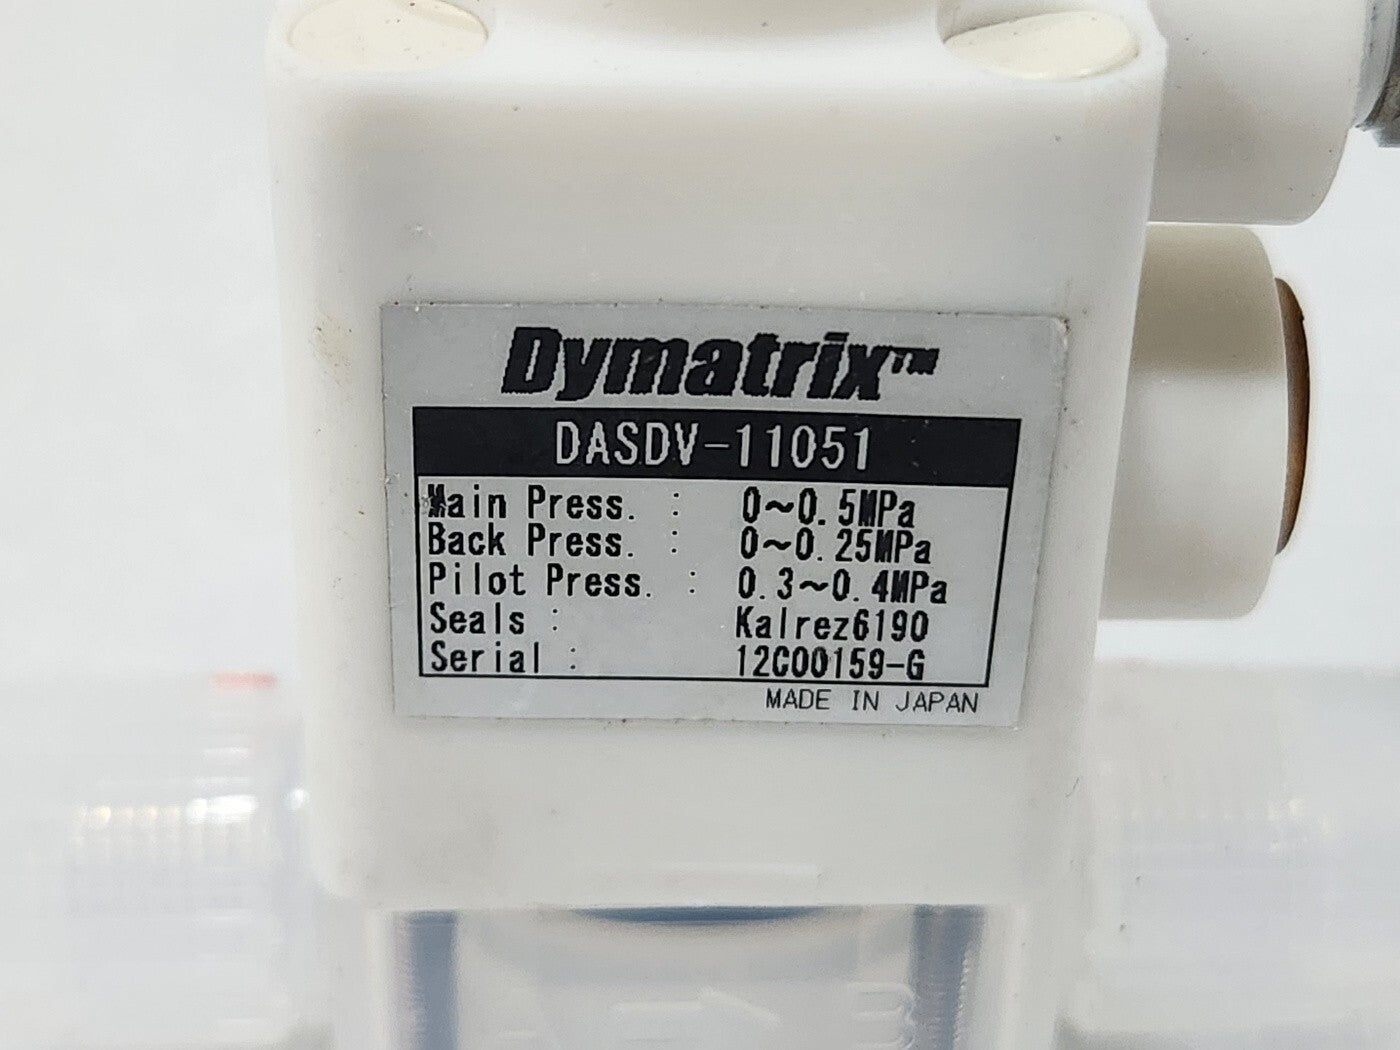 Dymatrix™
DASDV-11051
Main Press. : 0~0.5MPa
Back Press. : 0~0.25MPa
Pilot Press. : 0.3~0.4MPa
Seals : Kalrez6190
Serial : 12C00159-G
MADE IN JAPAN